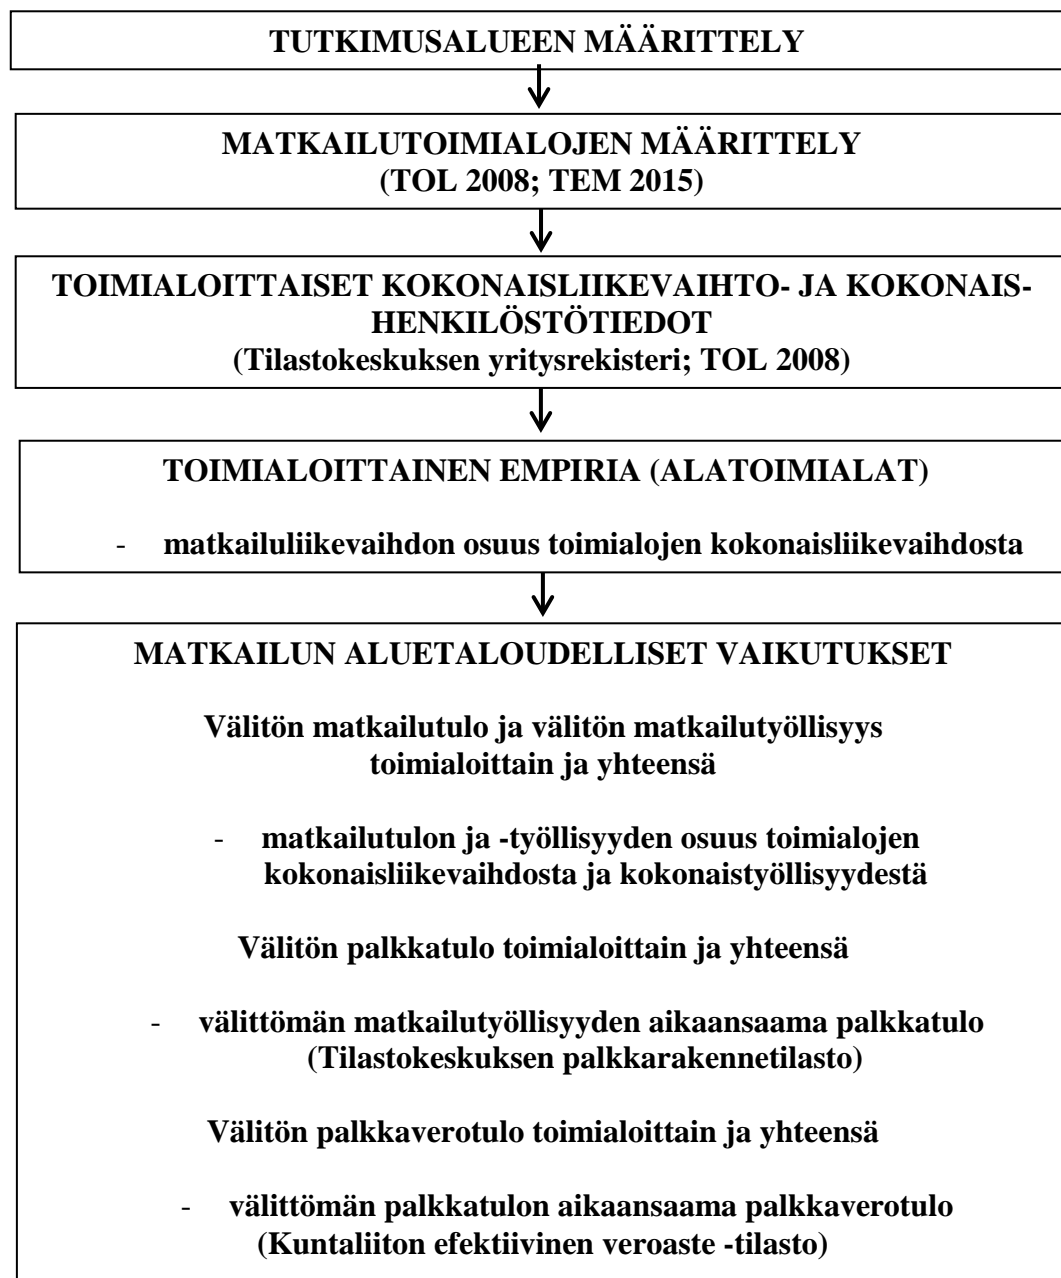 TUTKIMUSALUEEN MÄÄRITTELY
MATKAILUTOIMIALOJEN MÄÄRITTELY
(TOL 2008; TEM 2015)
TOIMIALOITTAISET KOKONAISLIIKEVAIHTO- JA KOKONAIS-
HENKILÖSTÖTIEDOT
(Tilastokeskuksen yritysrekisteri; TOL 2008)
TOIMIALOITTAINEN EMPIRIA (ALATOIMIALAT)
- matkailuliikevaihdon osuus toimialojen kokonaisliikevaihdosta
MATKAILUN ALUETALOUDELLISET VAIKUTUKSET
Välitön matkailutulo ja välitön matkailutyöllisyys
toimialoittain ja yhteensä
- matkailutulon ja -työllisyyden osuus toimialojen
kokonaisliikevaihdosta ja kokonaistyöllisyydestä
Välitön palkkatulo toimialoittain ja yhteensä
- välittömän matkailutyöllisyyden aikaansaama palkkatulo
(Tilastokeskuksen palkkarakennetilasto)
Välitön palkkaverotulo toimialoittain ja yhteensä
- välittömän palkkatulon aikaansaama palkkaverotulo
(Kuntaliiton efektiivinen veroaste -tilasto)